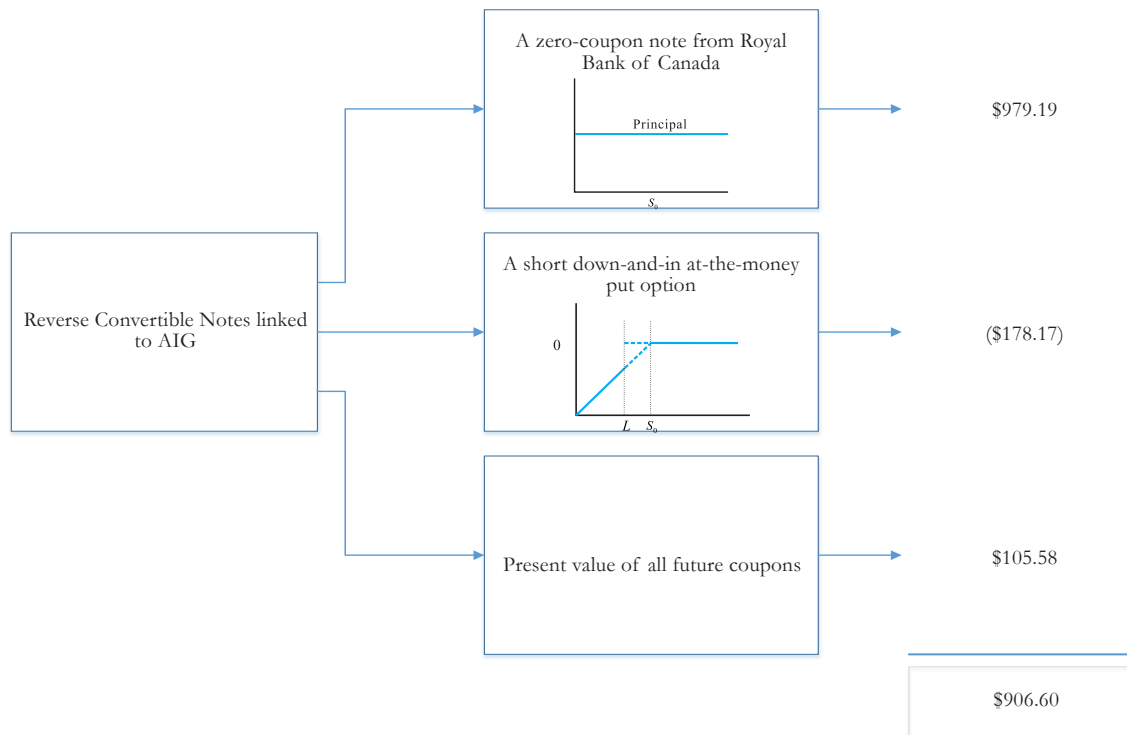 A zero-coupon note from Royal
Bank of Canada
Principal
S₀
$979.19
Reverse Convertible Notes linked
to AIG
A short down-and-in at-the-money
put option
0
L
S₀
($178.17)
Present value of all future coupons
$105.58
$906.60